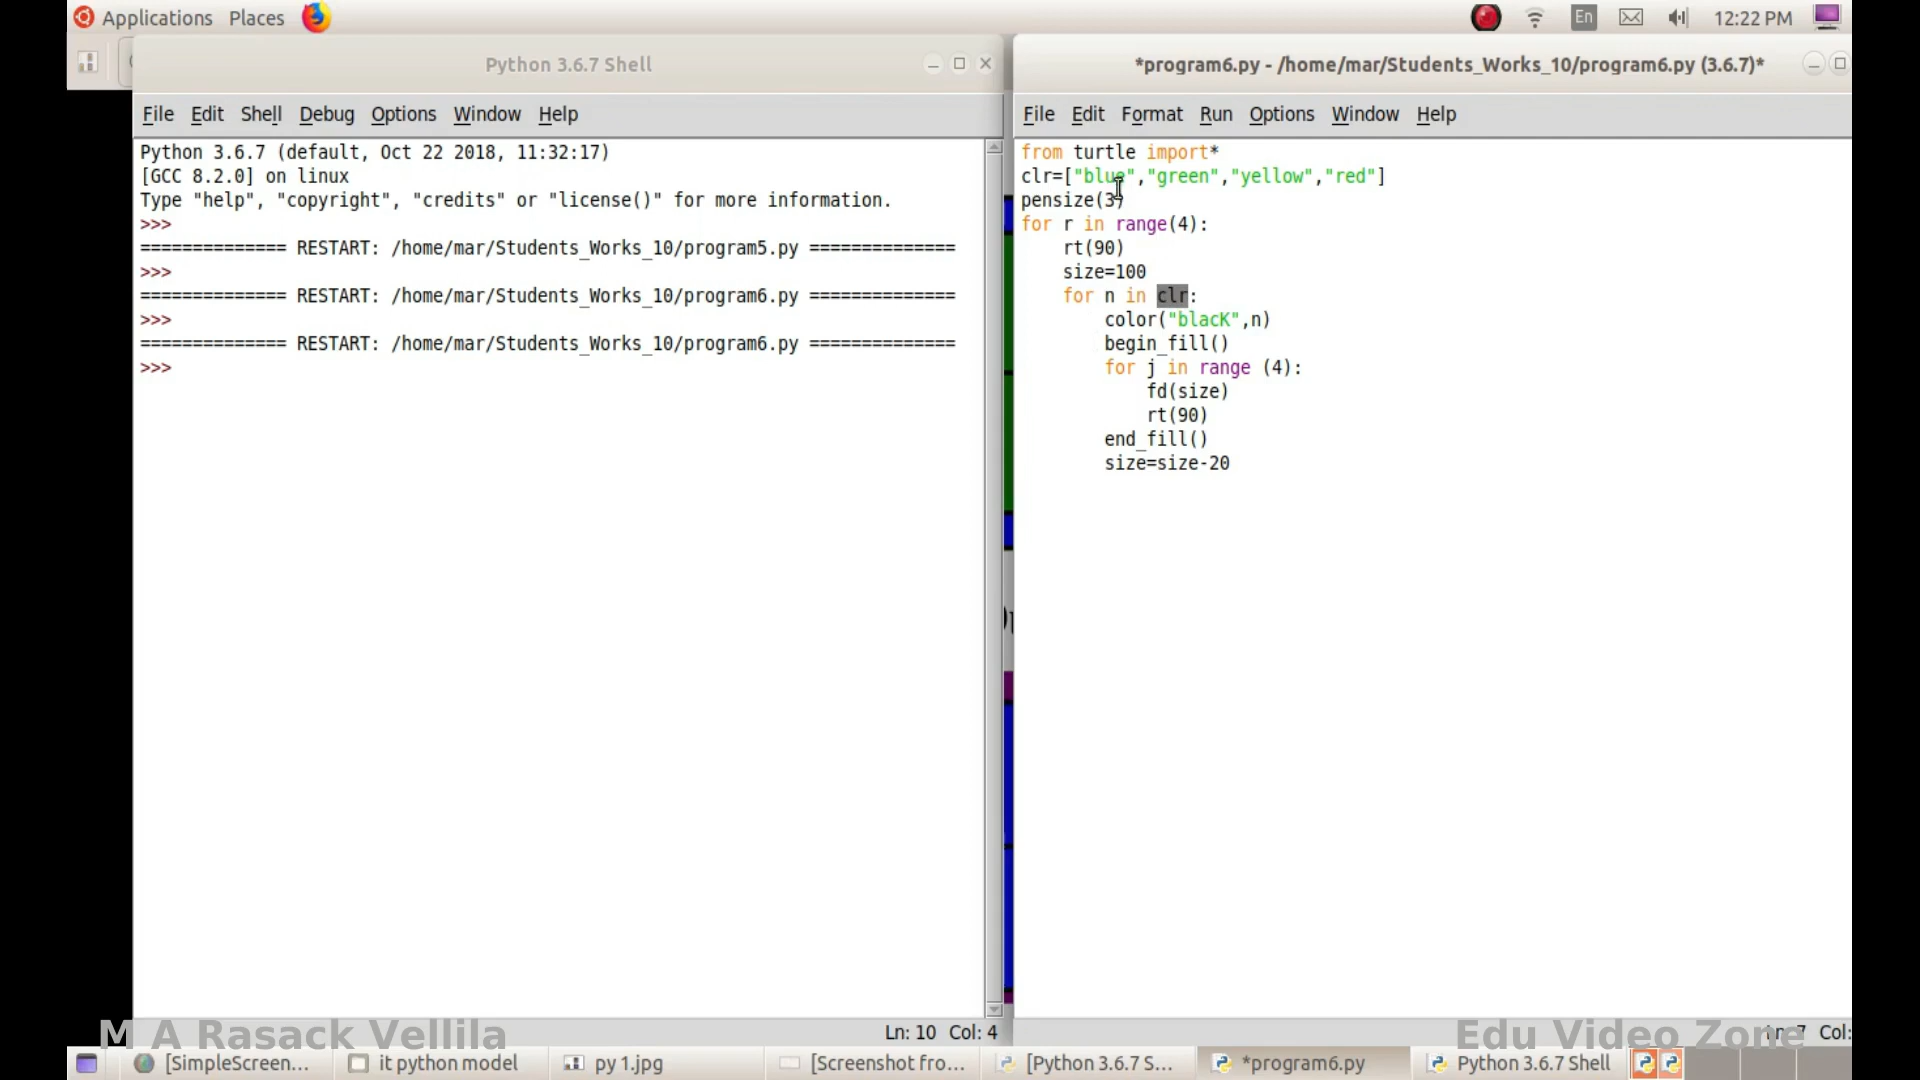 Applications Places
En
12:22 PM
Python 3.6.7 Shell
File Edit Shell Debug Options Window Help
Python 3.6.7 (default, Oct 22 2018, 11:32:17)
[GCC 8.2.0] on linux
Type "help", "copyright", "credits" or "license()" for more information.
>>>
============== RESTART: /home/mar/Students_Works_10/program5.py ==============
>>>
============== RESTART: /home/mar/Students_Works_10/program6.py ==============
>>>
============== RESTART: /home/mar/Students_Works_10/program6.py ==============
>>>
Ln: 10 Col: 4
*program6.py - /home/mar/Students_Works_10/program6.py (3.6.7)*
File Edit Format Run Options Window Help
from turtle import*
clr=["blue","green","yellow","red"]
pensize(3)
for r in range(4):
    rt(90)
    size=100
    for n in clr:
        color("blacK",n)
        begin_fill()
        for j in range (4):
            fd(size)
            rt(90)
        end_fill()
        size=size-20
Ln: 7 Col:
M A Rasack Vellila
Edu Video Zone
[SimpleScreen... it python model py 1.jpg [Screenshot fro... [Python 3.6.7 S... *program6.py Python 3.6.7 Shell